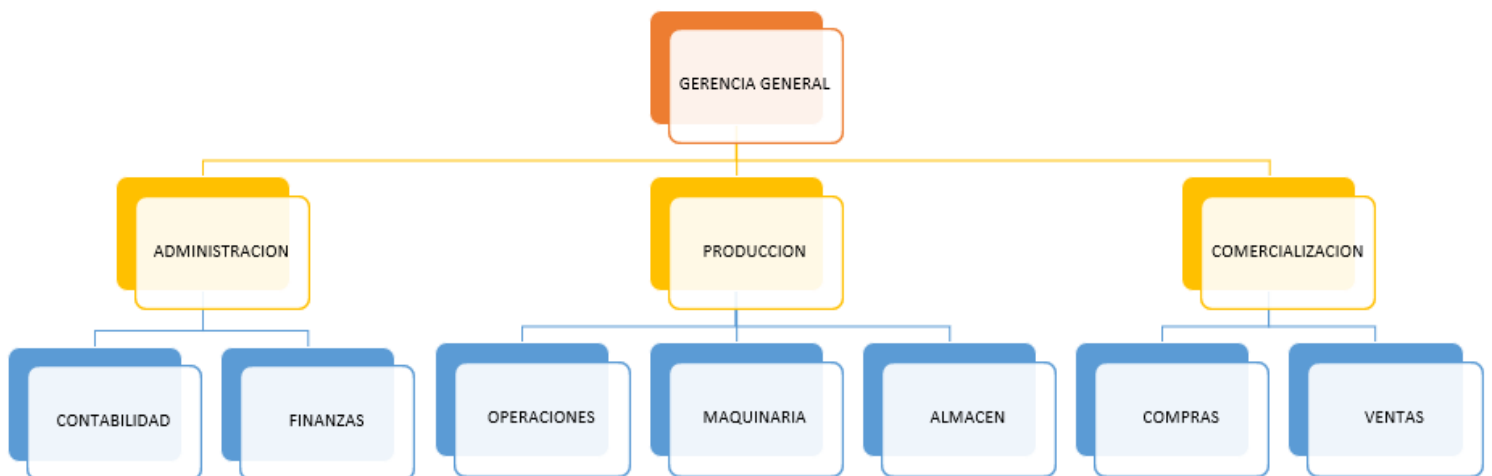 GERENCIA GENERAL
ADMINISTRACION
PRODUCCION
COMERCIALIZACION
CONTABILIDAD
FINANZAS
OPERACIONES
MAQUINARIA
ALMACEN
COMPRAS
VENTAS